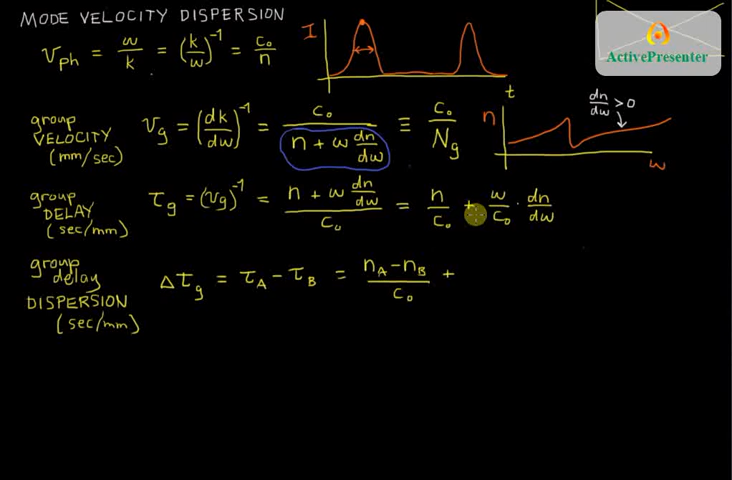 MODE VELOCITY DISPERSION
v_ph = ω/k = (k/ω)^-1 = c₀/n
I
t
ActivePresenter
group
VELOCITY
(mm/sec)
v_g = (dk/dω)^-1 = c₀/(n + ω dn/dω) ≡ c₀/N_g
n
dn/dω > 0
ω
group
DELAY
(sec/mm)
τ_g = (v_g)^-1 = (n + ω dn/dω)/c₀ = n/c₀ + ω/c₀ · dn/dω
group
delay
DISPERSION
(sec/mm)
Δτ_g = τ_A - τ_B = (n_A - n_B)/c₀ +